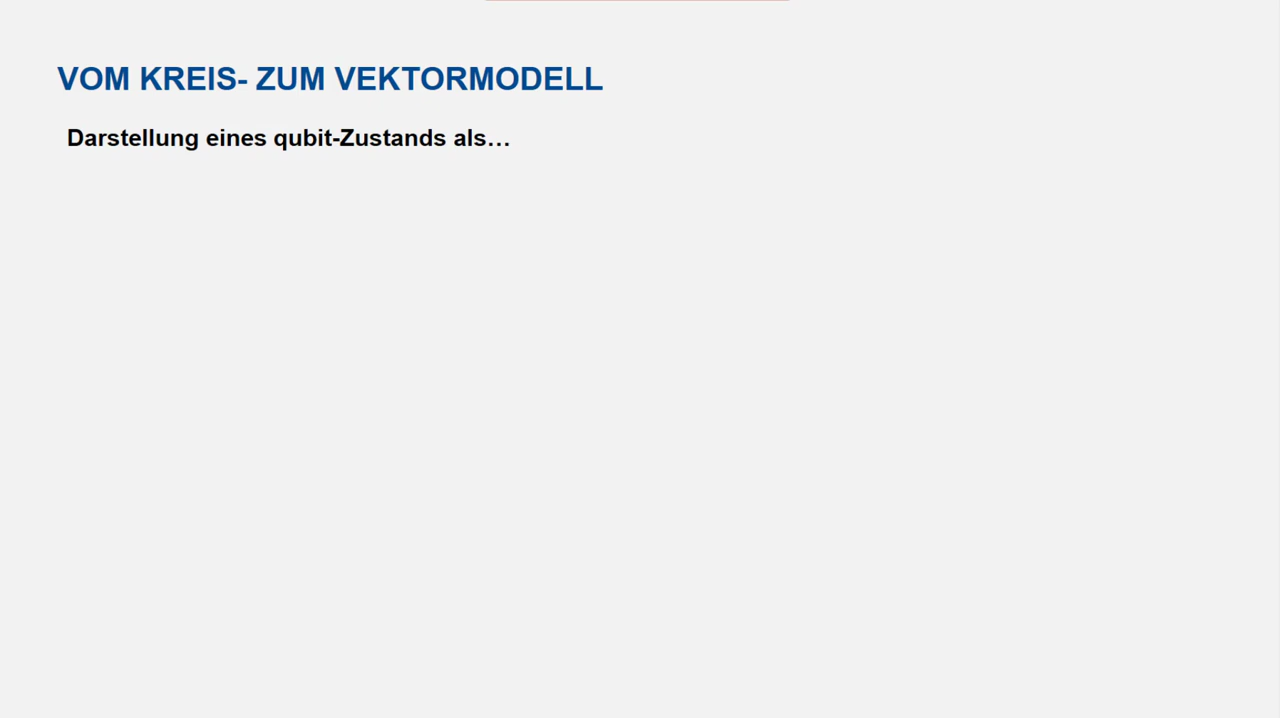 VOM KREIS- ZUM VEKTORMODELL
Darstellung eines qubit-Zustands als…